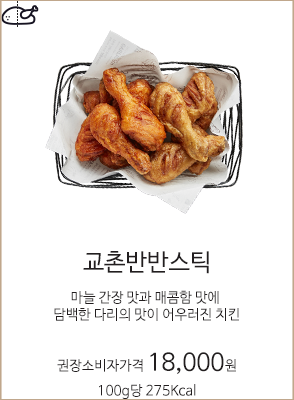 교촌반반스틱
마늘 간장 맛과 매콤함 맛에
담백한 다리의 맛이 어우러진 치킨
권장소비자가격 18,000원
100g당 275Kcal